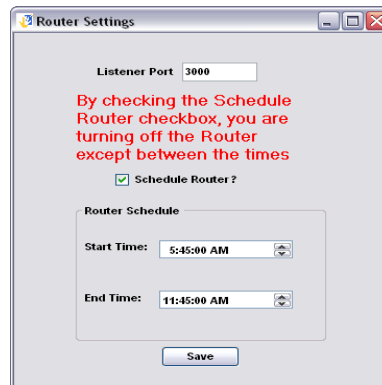 Router Settings
Listener Port 3000
By checking the Schedule
Router checkbox, you are
turning off the Router
except between the times
Schedule Router?
Router Schedule
Start Time: 5:45:00 AM
End Time: 11:45:00 AM
Save